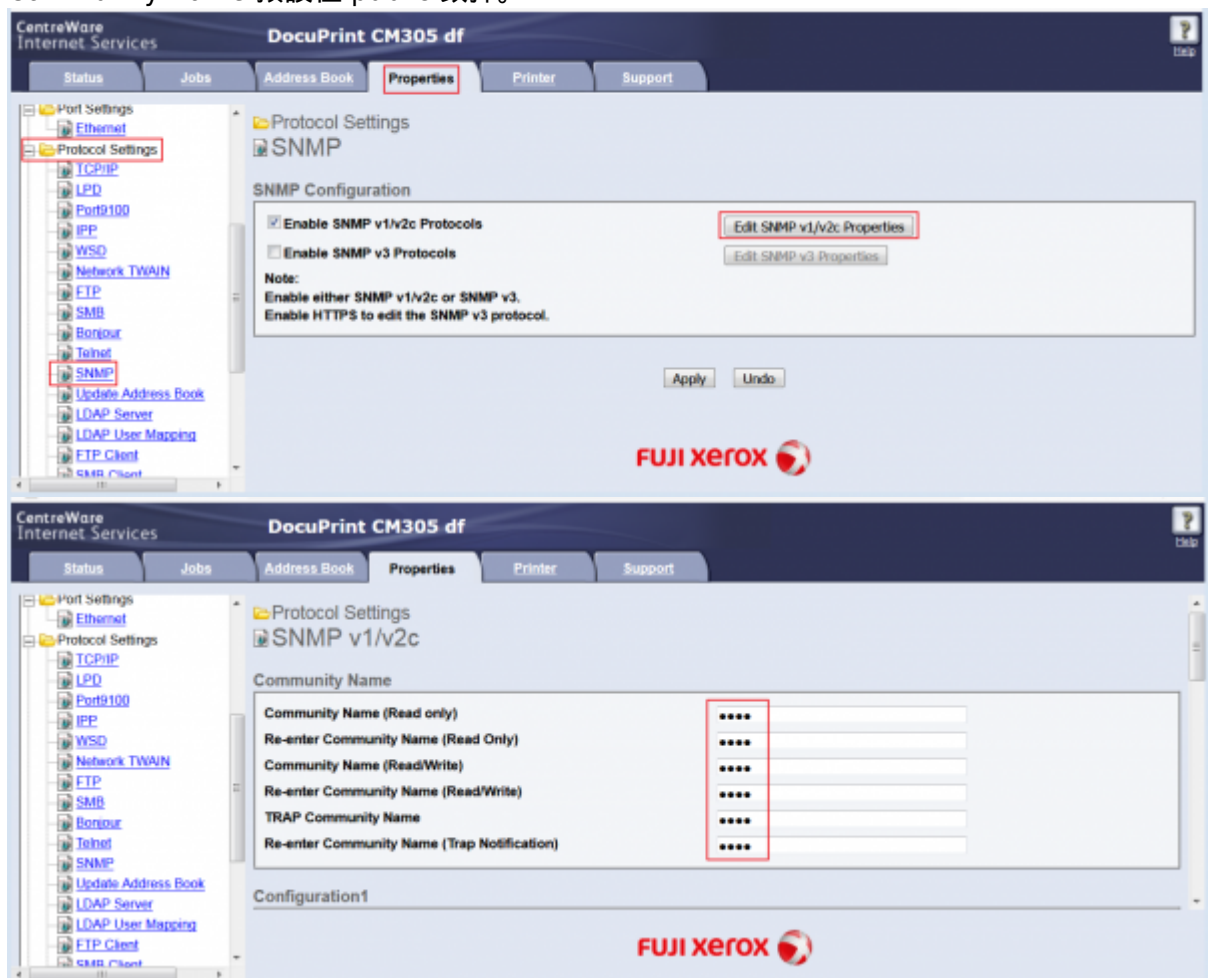 CentreWare
Internet Services
DocuPrint CM305 df
Help
Status
Jobs
Address Book
Properties
Printer
Support
Port Settings
Ethernet
Protocol Settings
TCP/IP
LPD
Port9100
IPP
WSD
Network TWAIN
FTP
SMB
Bonjour
Telnet
SNMP
Update Address Book
LDAP Server
LDAP User Mapping
FTP Client
SMB Client
Protocol Settings
SNMP
SNMP Configuration
Enable SNMP v1/v2c Protocols
Edit SNMP v1/v2c Properties
Enable SNMP v3 Protocols
Edit SNMP v3 Properties
Note:
Enable either SNMP v1/v2c or SNMP v3.
Enable HTTPS to edit the SNMP v3 protocol.
Apply
Undo
FUJI xerox
CentreWare
Internet Services
DocuPrint CM305 df
Help
Status
Jobs
Address Book
Properties
Printer
Support
Port Settings
Ethernet
Protocol Settings
TCP/IP
LPD
Port9100
IPP
WSD
Network TWAIN
FTP
SMB
Bonjour
Telnet
SNMP
Update Address Book
LDAP Server
LDAP User Mapping
FTP Client
SMB Client
Protocol Settings
SNMP v1/v2c
Community Name
Community Name (Read only)
Re-enter Community Name (Read Only)
Community Name (Read/Write)
Re-enter Community Name (Read/Write)
TRAP Community Name
Re-enter Community Name (Trap Notification)
Configuration1
FUJI xerox